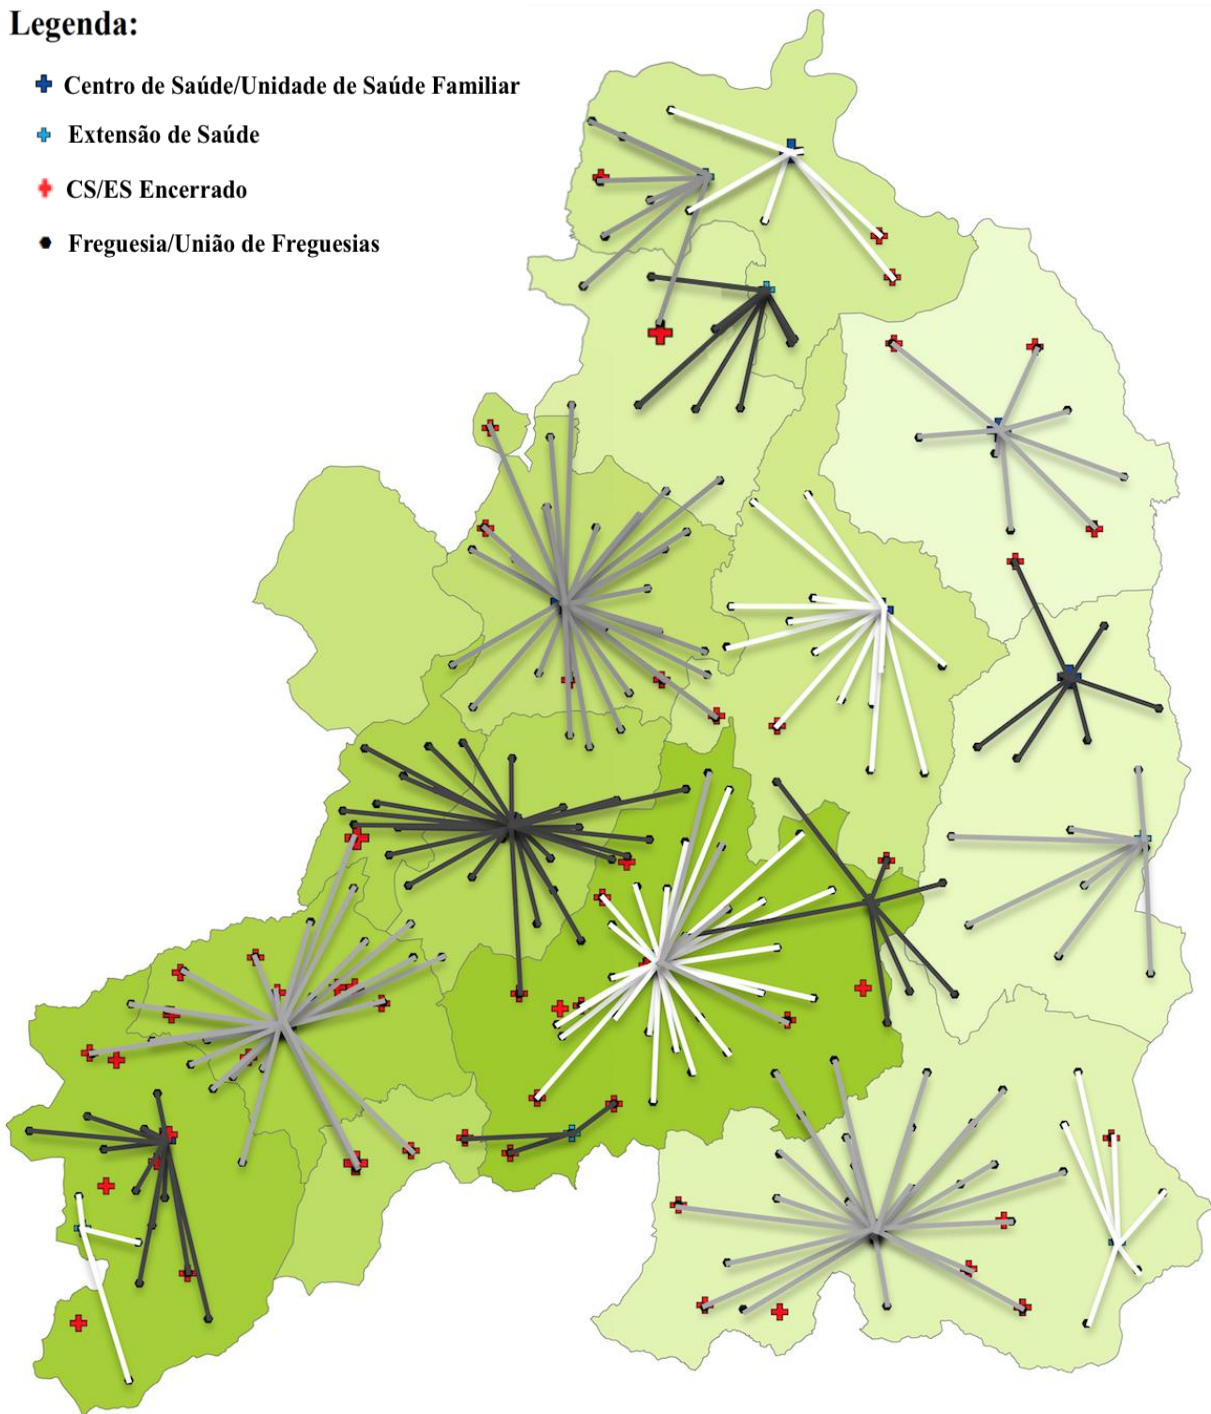 Legenda:
Centro de Saúde/Unidade de Saúde Familiar
Extensão de Saúde
CS/ES Encerrado
Freguesia/União de Freguesias